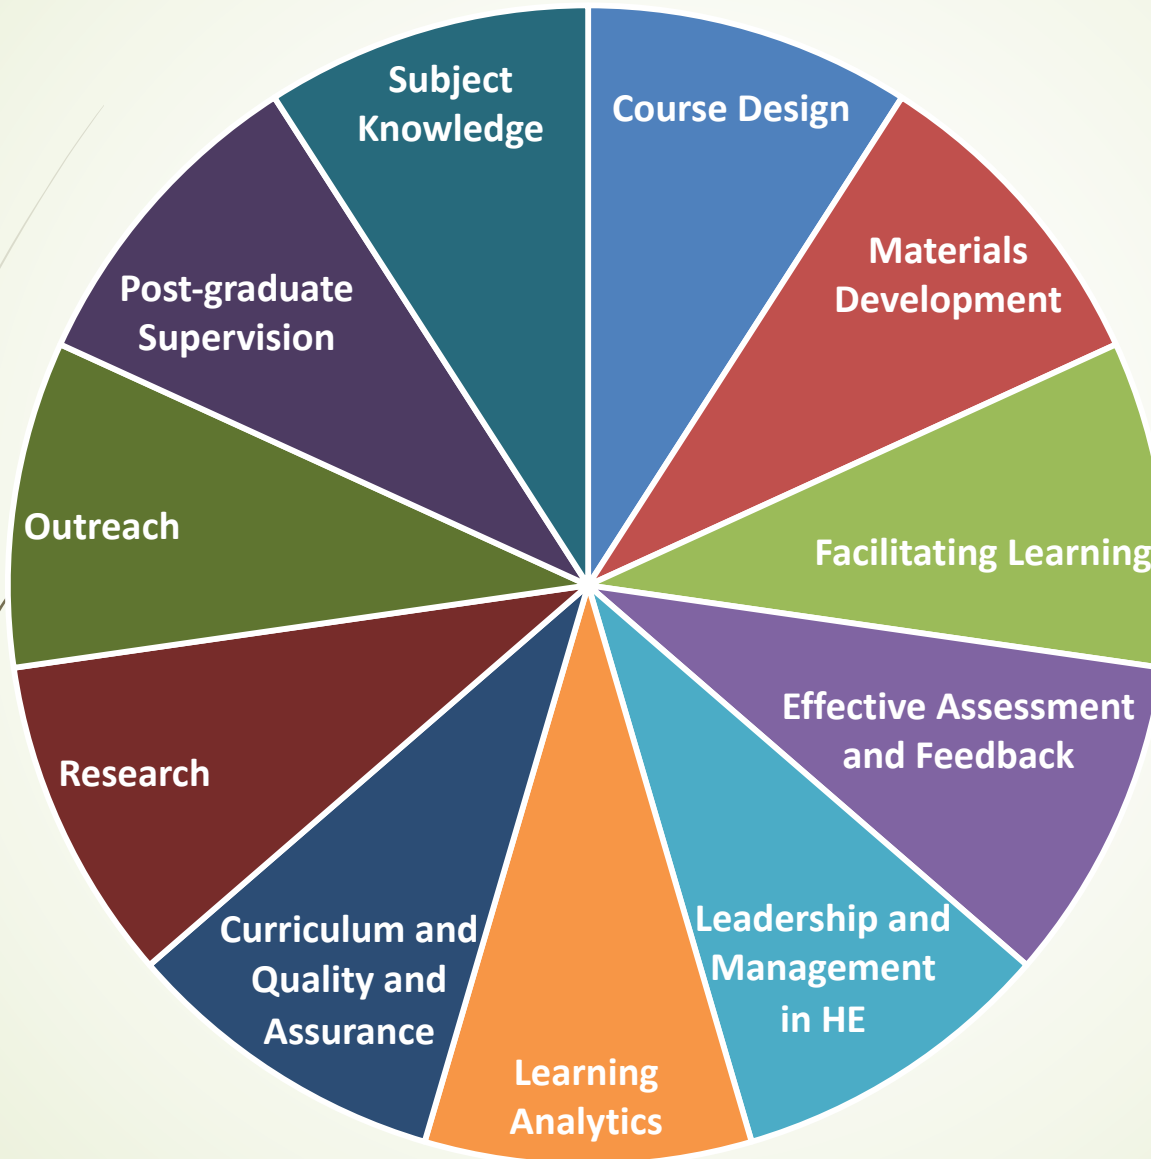 Course Design
Materials
Development
Facilitating Learning
Effective Assessment
and Feedback
Leadership and
Management
in HE
Learning
Analytics
Curriculum and
Quality and
Assurance
Research
Outreach
Post-graduate
Supervision
Subject
Knowledge